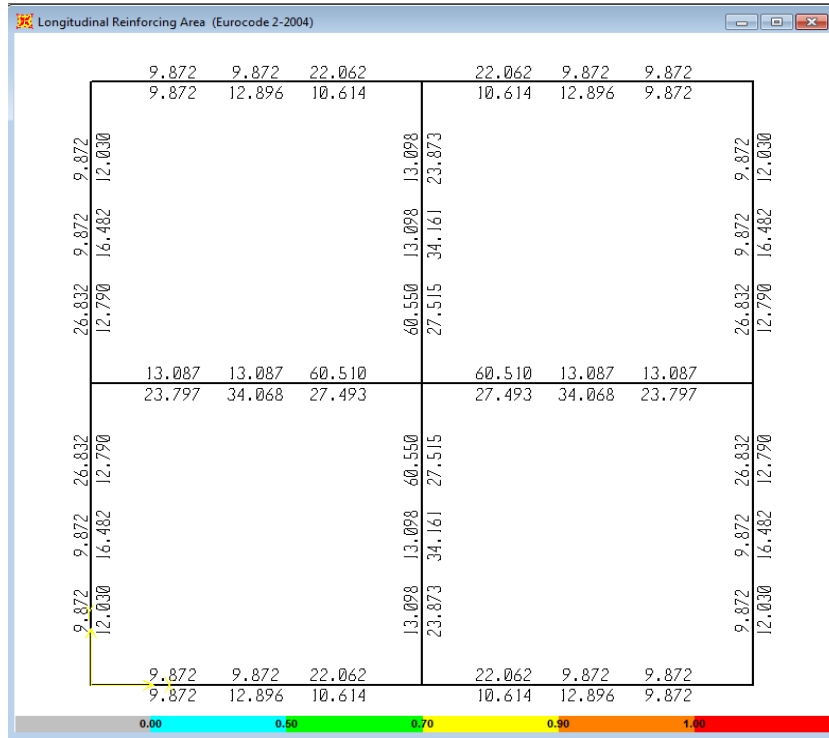 Longitudinal Reinforcing Area (Eurocode 2-2004)
9.872 9.872 22.062 22.062 9.872 9.872
9.872 12.896 10.614 10.614 12.896 9.872
9.872 12.030 13.098 23.873 9.872 12.030
9.872 16.482 13.098 34.161 9.872 16.482
26.832 12.790 60.550 27.515 26.832 12.790
13.087 13.087 60.510 60.510 13.087 13.087
23.797 34.068 27.493 27.493 34.068 23.797
26.832 12.790 60.550 27.515 26.832 12.790
9.872 16.482 13.098 34.161 9.872 16.482
9.872 12.030 13.098 23.873 9.872 12.030
9.872 9.872 22.062 22.062 9.872 9.872
9.872 12.896 10.614 10.614 12.896 9.872
0.00 0.50 0.70 0.90 1.00